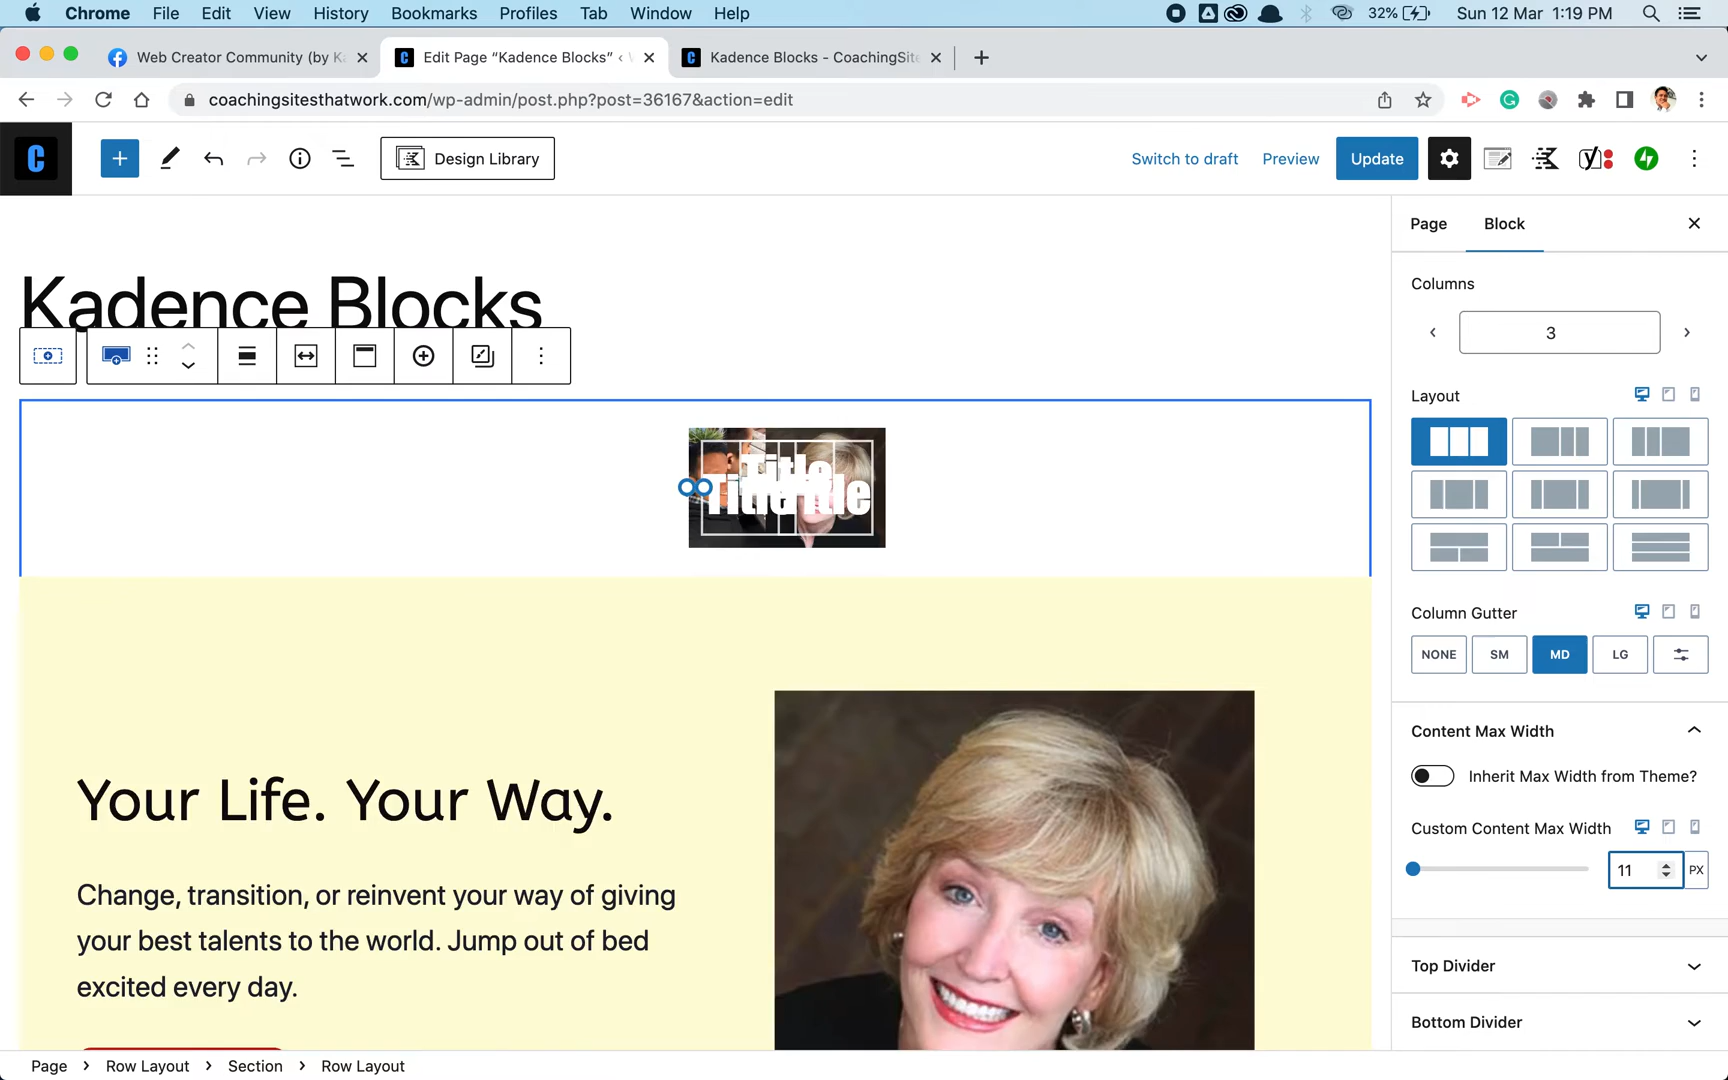 Chrome File Edit View History Bookmarks Profiles Tab Window Help
32% Sun 12 Mar 1:19 PM
Web Creator Community (by Ka
Edit Page “Kadence Blocks” ‹ W
Kadence Blocks - CoachingSite
coachingsitesthatwork.com/wp-admin/post.php?post=36167&action=edit
C
Design Library
Switch to draft
Preview
Update
Page
Block
Kadence Blocks
Title
Title
Title
Your Life. Your Way.
Change, transition, or reinvent your way of giving
your best talents to the world. Jump out of bed
excited every day.
Columns
3
Layout
Column Gutter
NONE SM MD LG
Content Max Width
Inherit Max Width from Theme?
Custom Content Max Width
11 PX
Top Divider
Bottom Divider
Page › Row Layout › Section › Row Layout